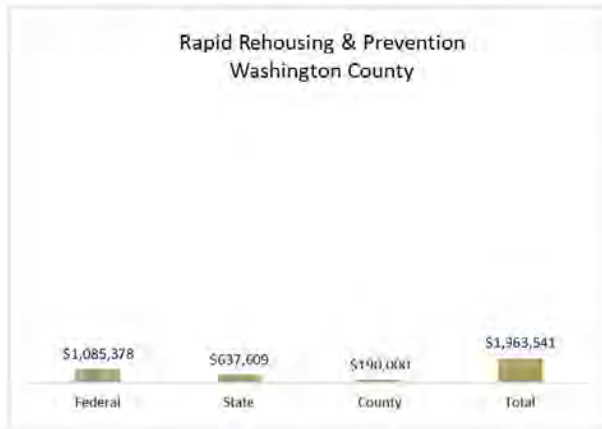 Rapid Rehousing & Prevention
Washington County
$1,085,378 $637,609 $190,000 $1,963,541
Federal State County Total